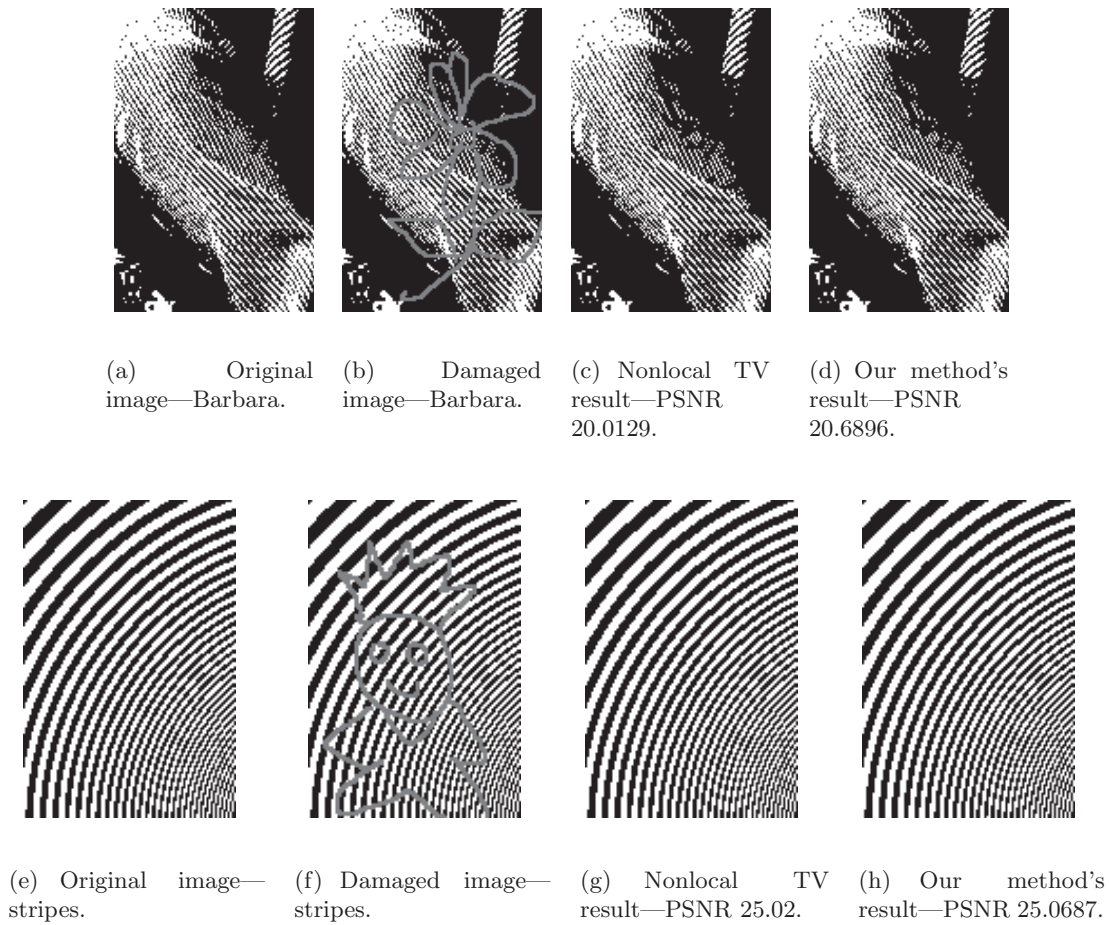 (a) Original image—Barbara.
(b) Damaged image—Barbara.
(c) Nonlocal TV result—PSNR 20.0129.
(d) Our method's result—PSNR 20.6896.
(e) Original image—stripes.
(f) Damaged image—stripes.
(g) Nonlocal TV result—PSNR 25.02.
(h) Our method's result—PSNR 25.0687.